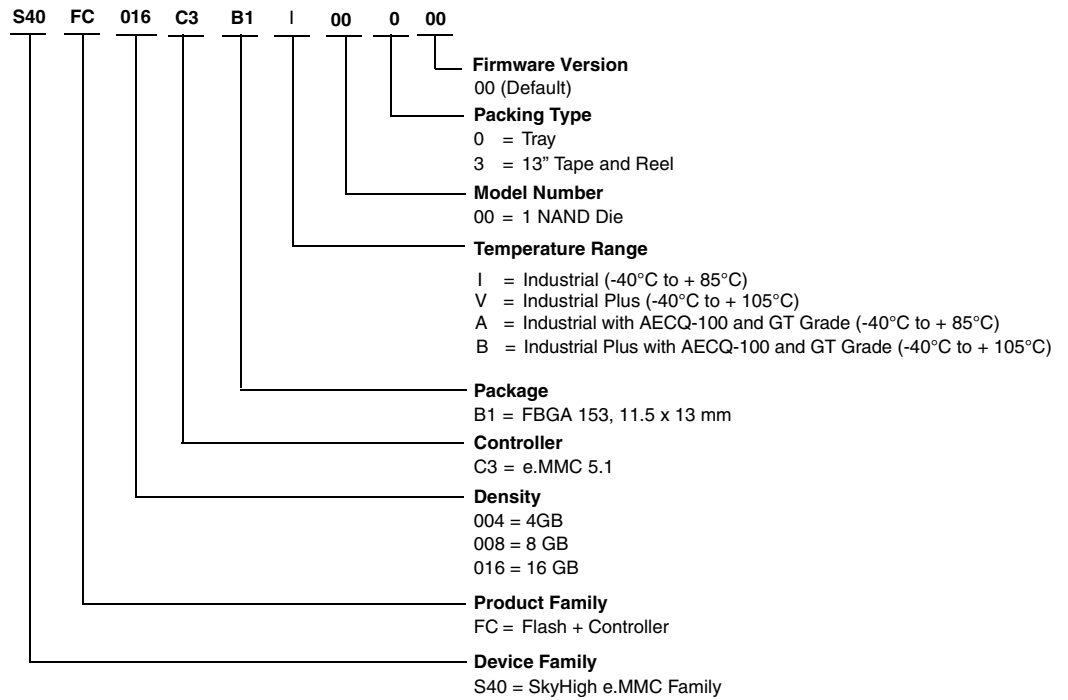 S40 FC 016 C3 B1 I 00 0 00
Firmware Version
00 (Default)
Packing Type
0 = Tray
3 = 13” Tape and Reel
Model Number
00 = 1 NAND Die
Temperature Range
I = Industrial (-40°C to + 85°C)
V = Industrial Plus (-40°C to + 105°C)
A = Industrial with AECQ-100 and GT Grade (-40°C to + 85°C)
B = Industrial Plus with AECQ-100 and GT Grade (-40°C to + 105°C)
Package
B1 = FBGA 153, 11.5 x 13 mm
Controller
C3 = e.MMC 5.1
Density
004 = 4GB
008 = 8 GB
016 = 16 GB
Product Family
FC = Flash + Controller
Device Family
S40 = SkyHigh e.MMC Family